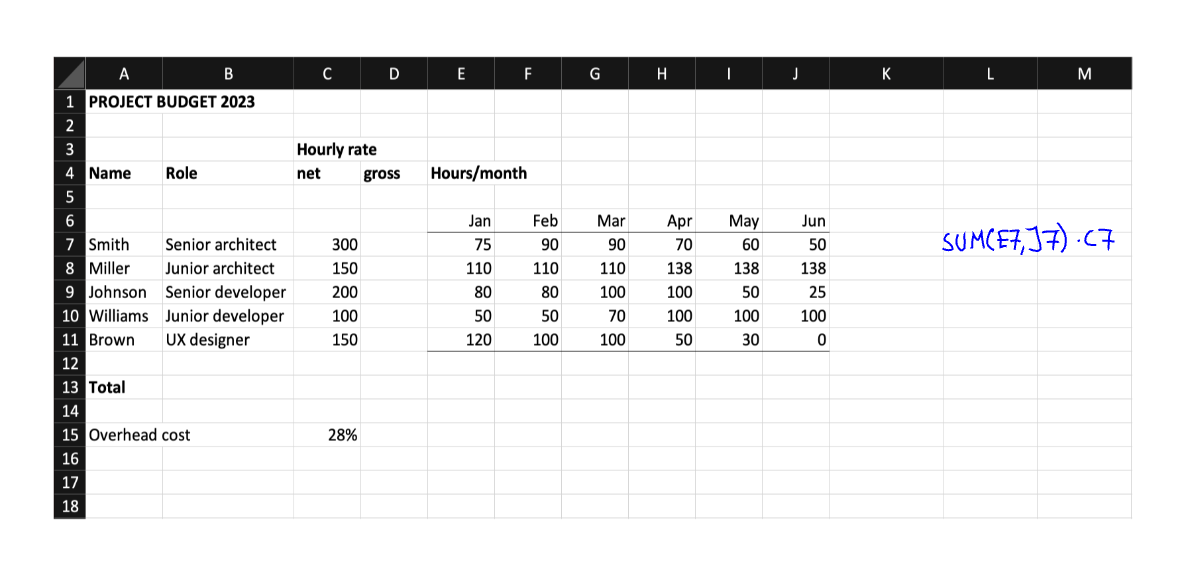 A B C D E F G H I J K L M
1 PROJECT BUDGET 2023
2
3 Hourly rate
4 Name Role net gross Hours/month
5
6 Jan Feb Mar Apr May Jun
7 Smith Senior architect 300 75 90 90 70 60 50 SUM(E7,J7)·C7
8 Miller Junior architect 150 110 110 110 138 138 138
9 Johnson Senior developer 200 80 80 100 100 50 25
10 Williams Junior developer 100 50 50 70 100 100 100
11 Brown UX designer 150 120 100 100 50 30 0
12
13 Total
14
15 Overhead cost 28%
16
17
18